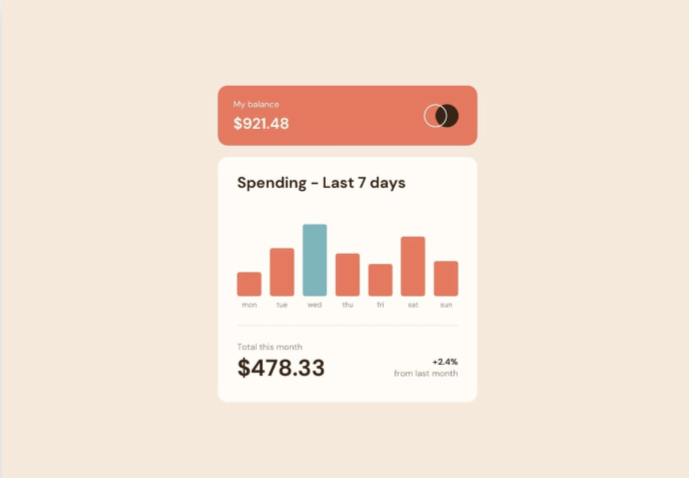 My balance
$921.48
Spending - Last 7 days
mon tue wed thu fri sat sun
Total this month
$478.33
+2.4%
from last month